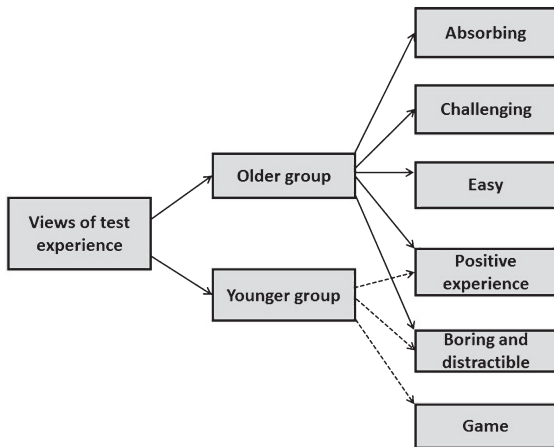 Absorbing
Challenging
Older group
Easy
Views of test
experience
Positive
experience
Younger group
Boring and
distractible
Game